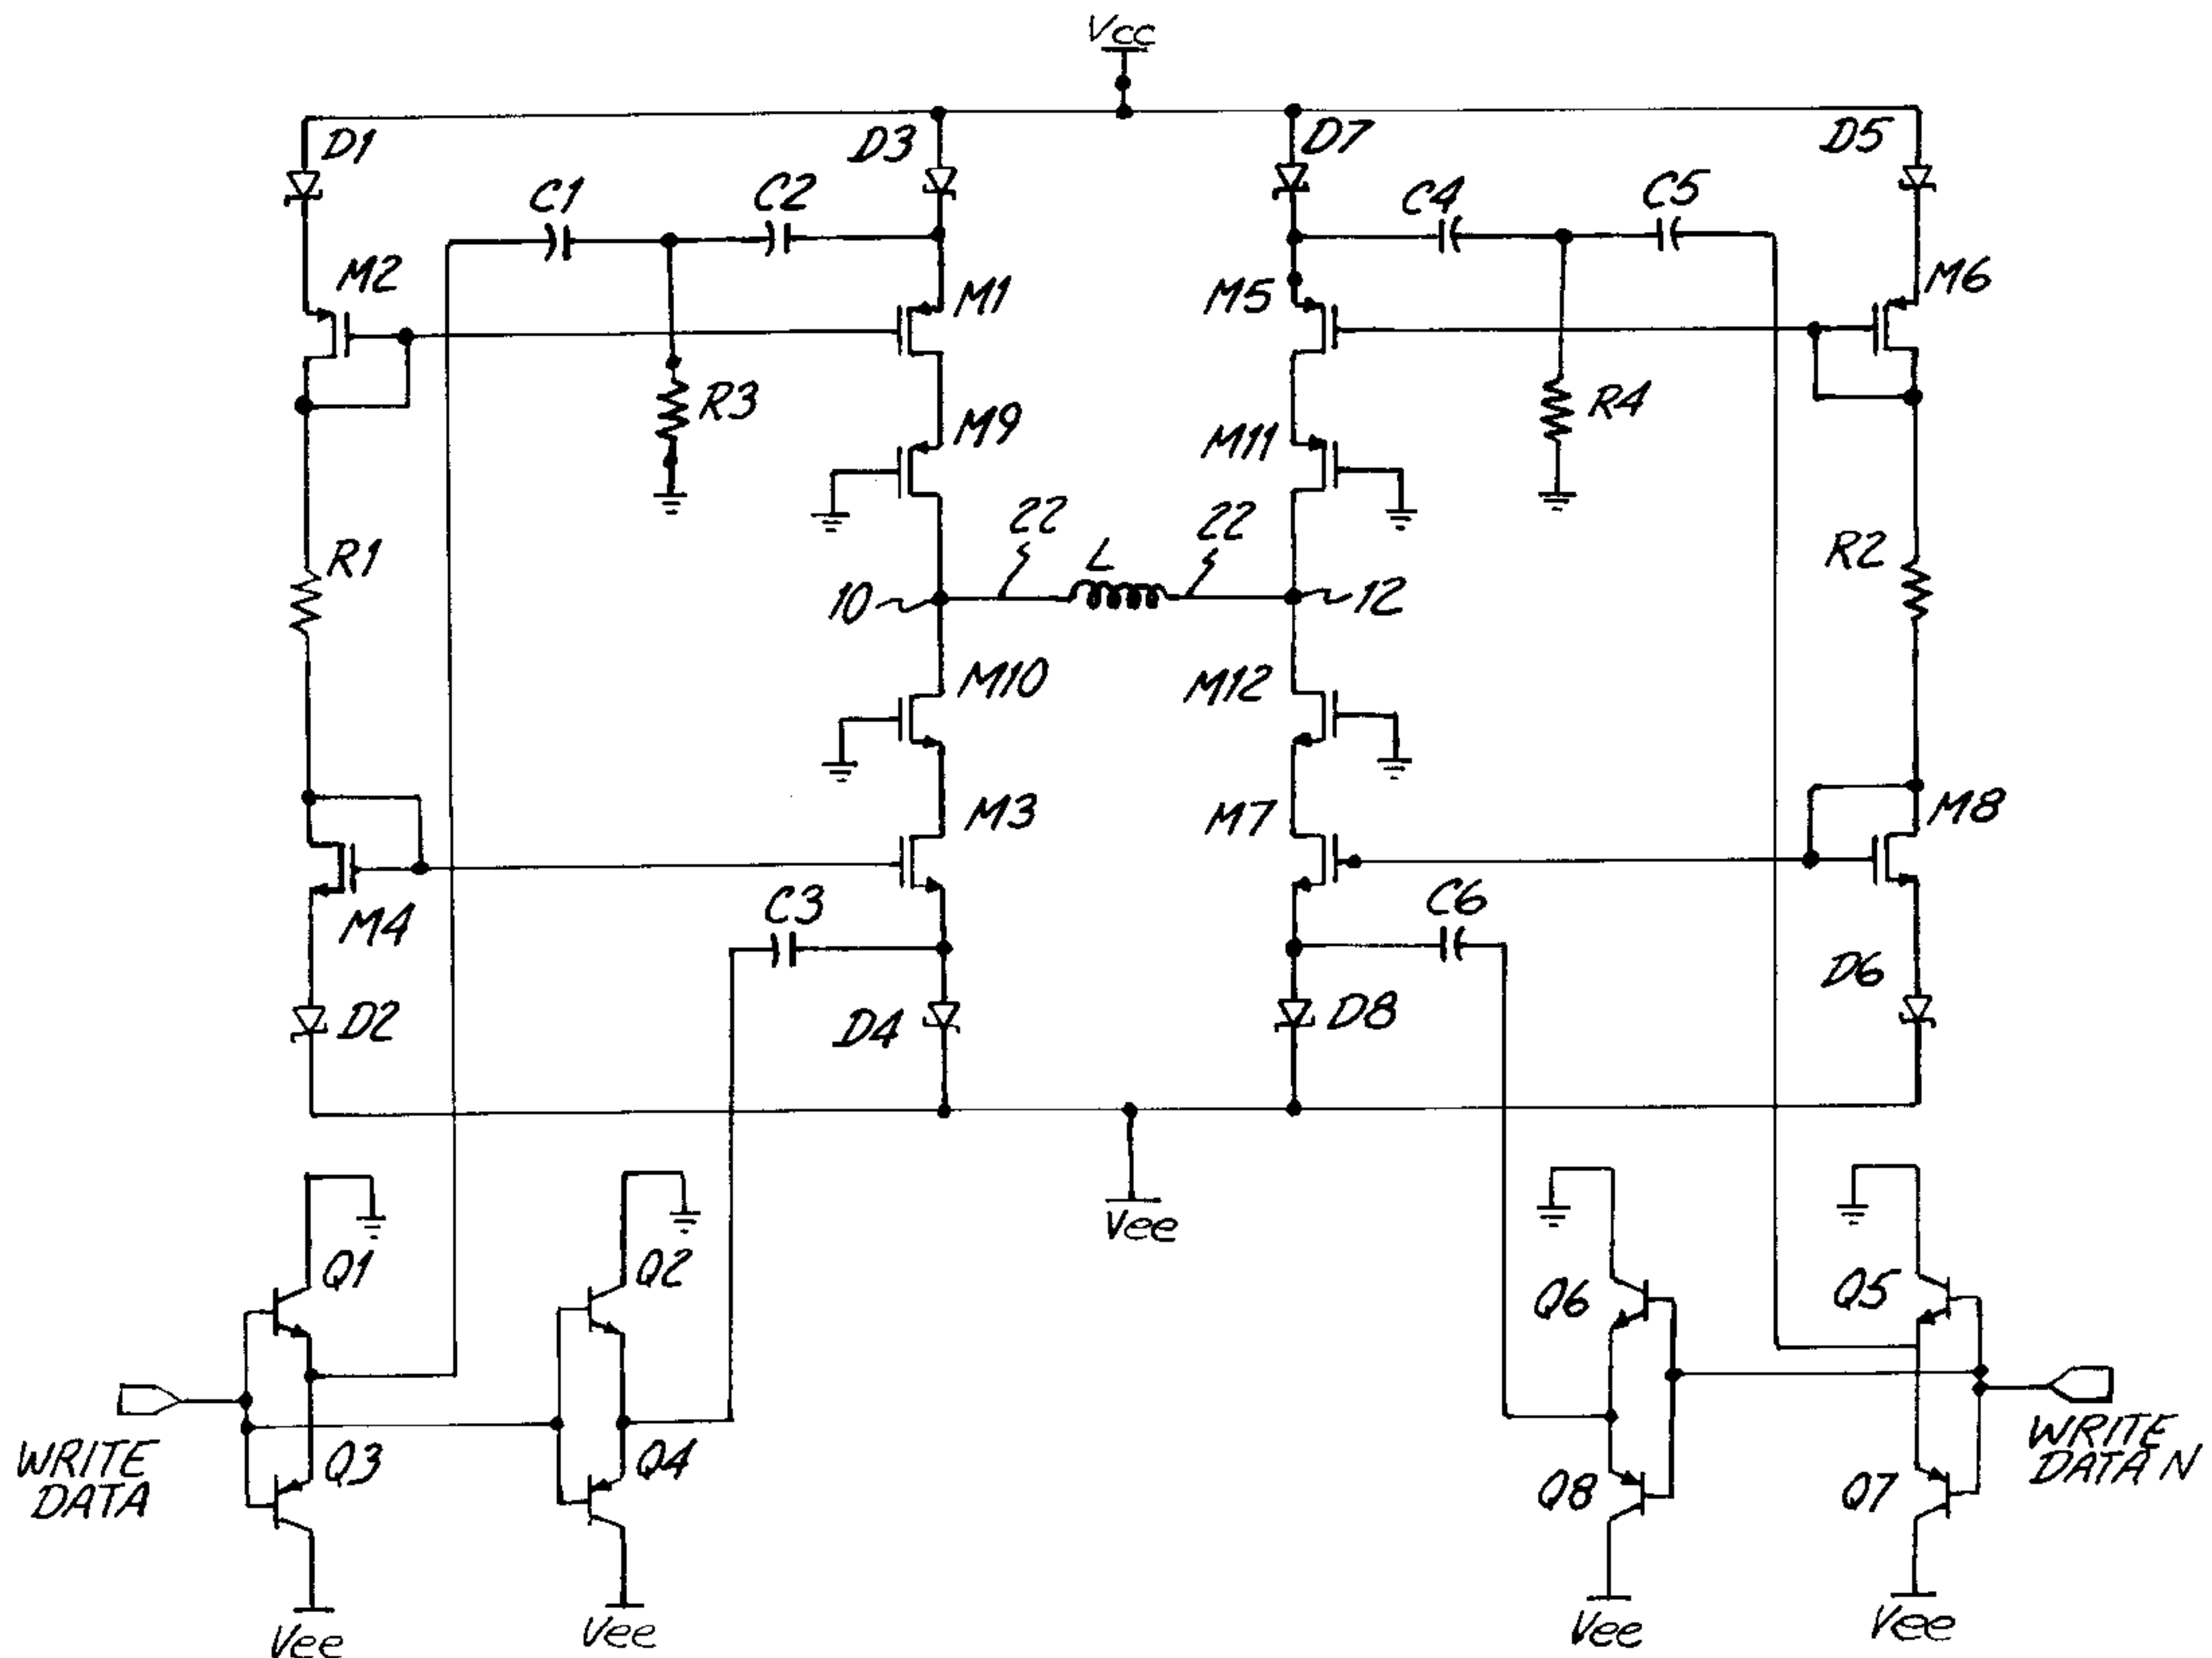 Vcc
D1
D3
D7
D5
C1
C2
C4
C5
M2
M1
M5
M6
R3
R4
M9
M11
R1
22
L
22
R2
10
12
M10
M12
M3
M7
M8
M4
C3
C6
D2
D4
D8
D6
Vee
Q1
Q2
Q6
Q5
WRITE
DATA
Q3
Q4
Q8
Q7
WRITE
DATA N
Vee
Vee
Vee
Vee